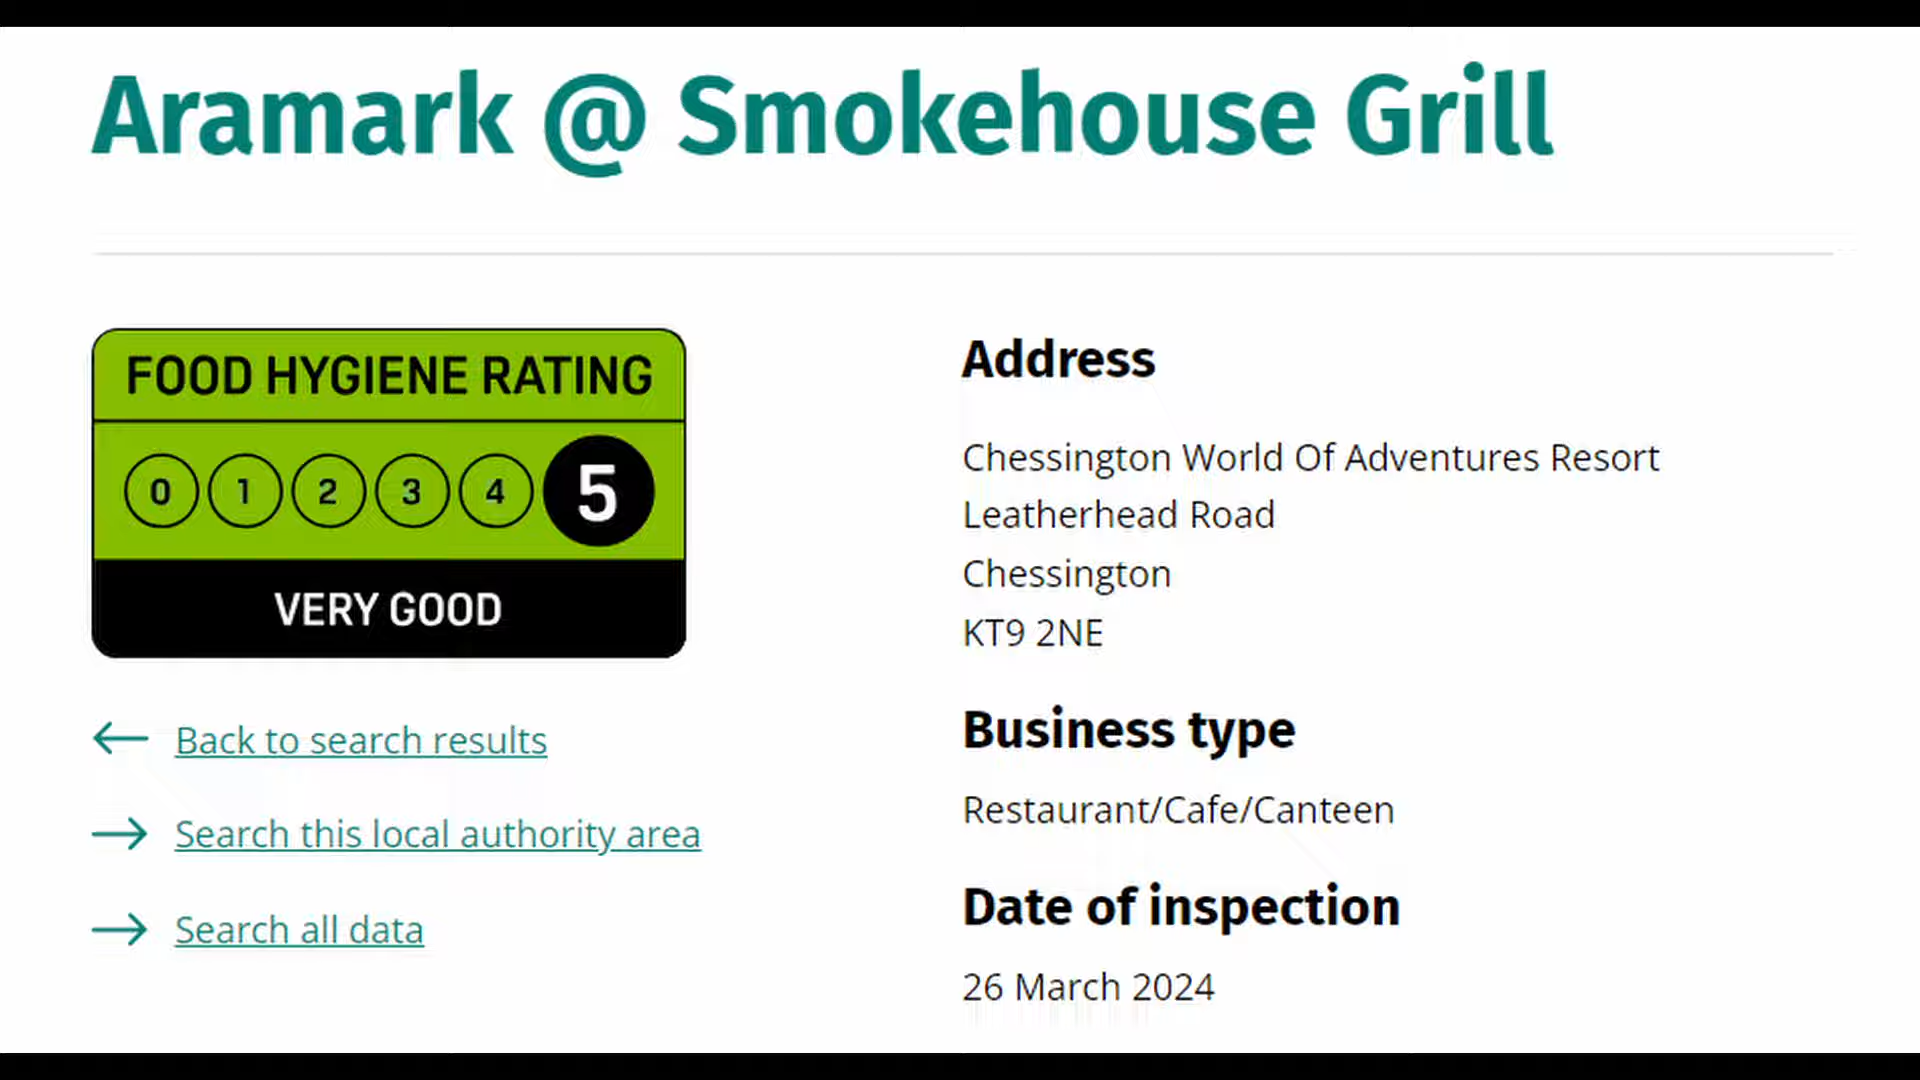 Aramark @ Smokehouse Grill
FOOD HYGIENE RATING
0 1 2 3 4 5
VERY GOOD
Back to search results
Search this local authority area
Search all data
Address
Chessington World Of Adventures Resort
Leatherhead Road
Chessington
KT9 2NE
Business type
Restaurant/Cafe/Canteen
Date of inspection
26 March 2024